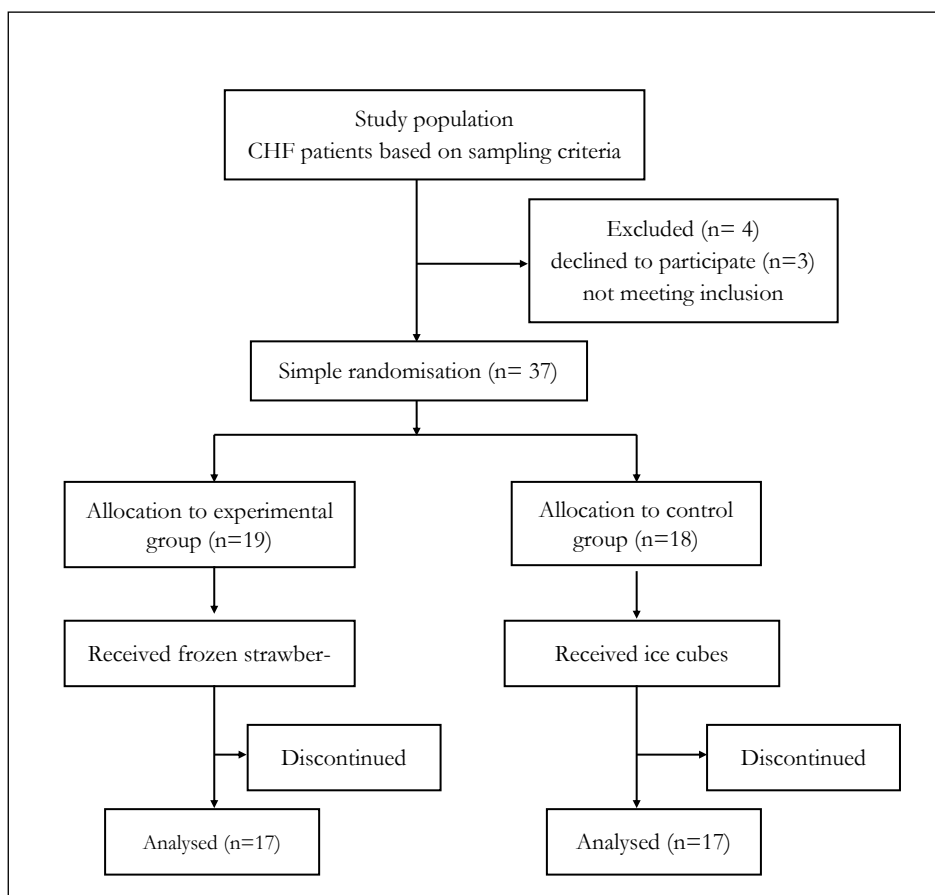 Study population
CHF patients based on sampling criteria
Excluded (n= 4)
declined to participate (n=3)
not meeting inclusion
Simple randomisation (n= 37)
Allocation to experimental
group (n=19)
Allocation to control
group (n=18)
Received frozen strawber-
Received ice cubes
Discontinued
Discontinued
Analysed (n=17)
Analysed (n=17)